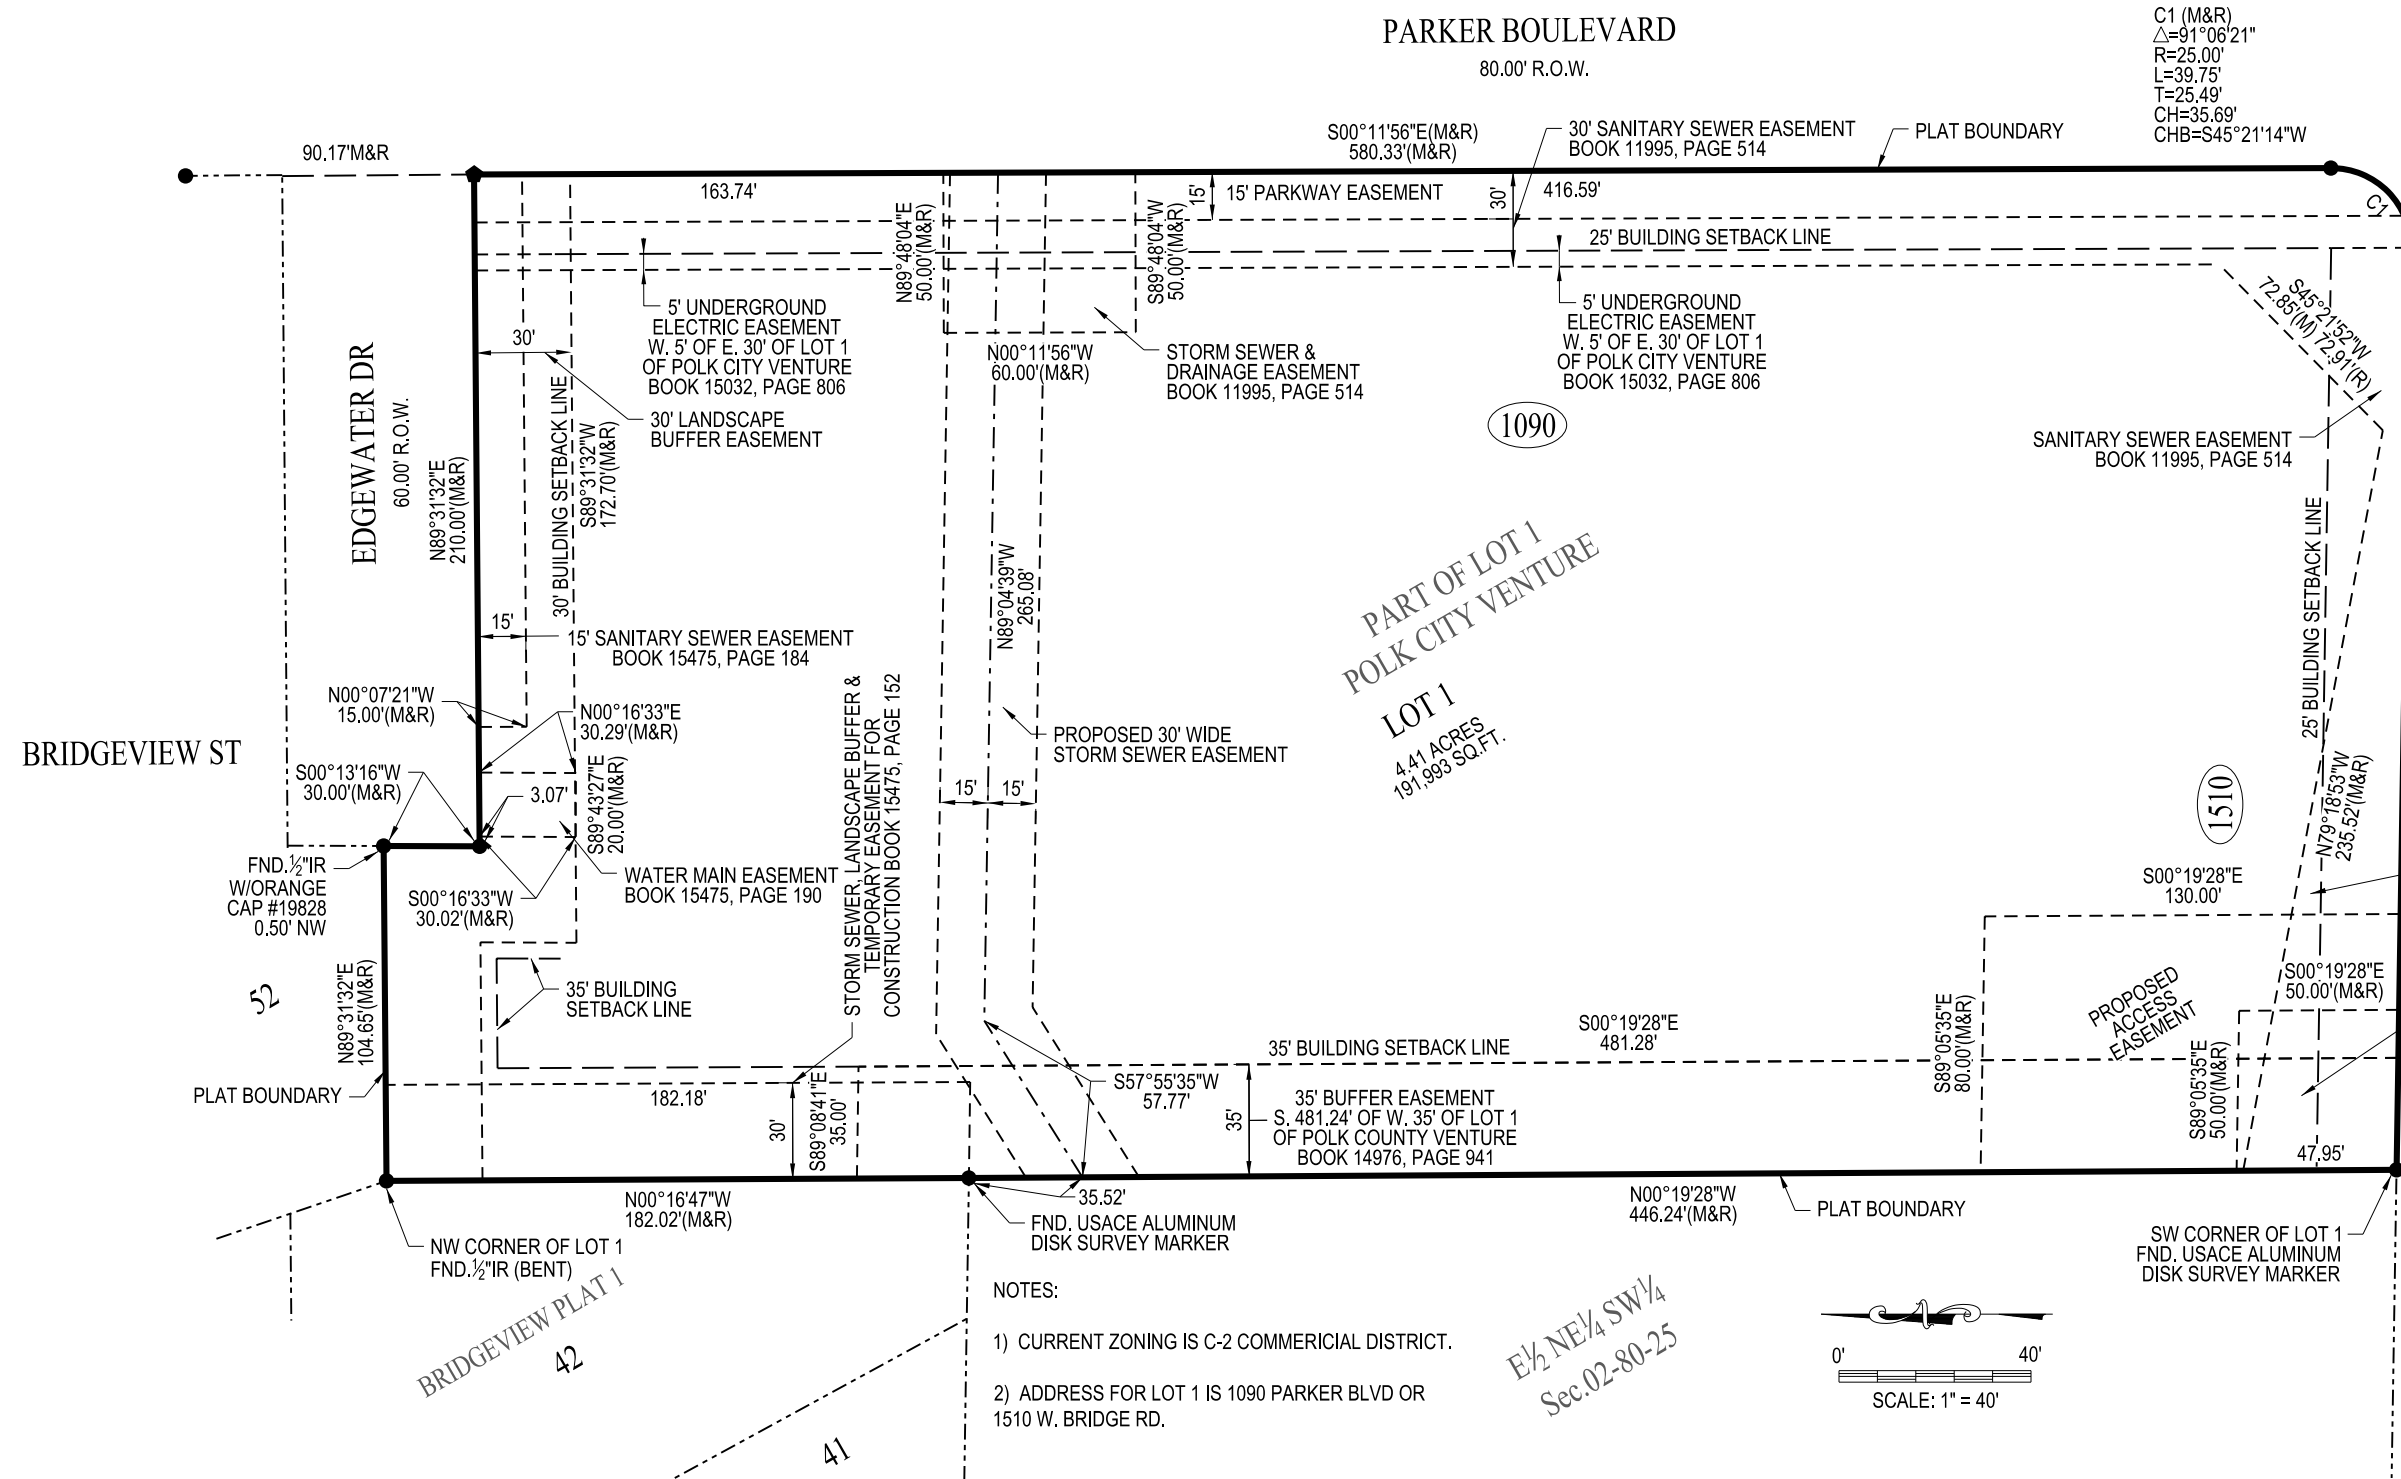 PARKER BOULEVARD
80.00' R.O.W.
C1 (M&R)
△=91°06'21"
R=25.00'
L=39.75'
T=25.49'
CH=35.69'
CHB=S45°21'14"W
90.17'M&R
S00°11'56"E(M&R)
580.33'(M&R)
30' SANITARY SEWER EASEMENT
BOOK 11995, PAGE 514
PLAT BOUNDARY
163.74'
15'
15' PARKWAY EASEMENT
30'
416.59'
C1
N89°48'04"E
50.00'(M&R)
S89°48'04"W
50.00'(M&R)
25' BUILDING SETBACK LINE
5' UNDERGROUND
ELECTRIC EASEMENT
W. 5' OF E. 30' OF LOT 1
OF POLK CITY VENTURE
BOOK 15032, PAGE 806
5' UNDERGROUND
ELECTRIC EASEMENT
W. 5' OF E. 30' OF LOT 1
OF POLK CITY VENTURE
BOOK 15032, PAGE 806
S45°21'52"W
72.85'(M) 72.91'(R)
30'
N00°11'56"W
60.00'(M&R)
STORM SEWER &
DRAINAGE EASEMENT
BOOK 11995, PAGE 514
30' LANDSCAPE
BUFFER EASEMENT
1090
SANITARY SEWER EASEMENT
BOOK 11995, PAGE 514
EDGEWATER DR
60.00' R.O.W.
N89°31'32"E
210.00'(M&R)
30' BUILDING SETBACK LINE
S89°31'32"W
172.70'(M&R)
N89°04'39"W
265.08'
PART OF LOT 1
POLK CITY VENTURE
LOT 1
4.41 ACRES
191,993 SQ.FT.
25' BUILDING SETBACK LINE
15'
15' SANITARY SEWER EASEMENT
BOOK 15475, PAGE 184
N00°07'21"W
15.00'(M&R)
N00°16'33"E
30.29'(M&R)
BRIDGEVIEW ST
S00°13'16"W
30.00'(M&R)
3.07'
S89°43'27"E
20.00'(M&R)
STORM SEWER, LANDSCAPE BUFFER &
TEMPORARY EASEMENT FOR
CONSTRUCTION BOOK 15475, PAGE 152
PROPOSED 30' WIDE
STORM SEWER EASEMENT
15'
15'
1510
N79°18'53"W
235.52'(M&R)
FND.½"IR
W/ORANGE
CAP #19828
0.50' NW
S00°16'33"W
30.02'(M&R)
WATER MAIN EASEMENT
BOOK 15475, PAGE 190
S00°19'28"E
130.00'
52
N89°31'32"E
104.65'(M&R)
35' BUILDING
SETBACK LINE
PROPOSED
ACCESS
EASEMENT
S00°19'28"E
50.00'(M&R)
S89°05'35"E
80.00'(M&R)
S89°05'35"E
50.00'(M&R)
35' BUILDING SETBACK LINE
S00°19'28"E
481.28'
PLAT BOUNDARY
182.18'
30'
S89°08'41"E
35.00'
S57°55'35"W
57.77'
35'
35' BUFFER EASEMENT
S. 481.24' OF W. 35' OF LOT 1
OF POLK COUNTY VENTURE
BOOK 14976, PAGE 941
47.95'
N00°16'47"W
182.02'(M&R)
35.52'
FND. USACE ALUMINUM
DISK SURVEY MARKER
N00°19'28"W
446.24'(M&R)
PLAT BOUNDARY
NW CORNER OF LOT 1
FND.½"IR (BENT)
SW CORNER OF LOT 1
FND. USACE ALUMINUM
DISK SURVEY MARKER
BRIDGEVIEW PLAT 1
42
41
NOTES:
1) CURRENT ZONING IS C-2 COMMERICIAL DISTRICT.
2) ADDRESS FOR LOT 1 IS 1090 PARKER BLVD OR
1510 W. BRIDGE RD.
E½ NE¼ SW¼
Sec.02-80-25
N
0' 40'
SCALE: 1" = 40'